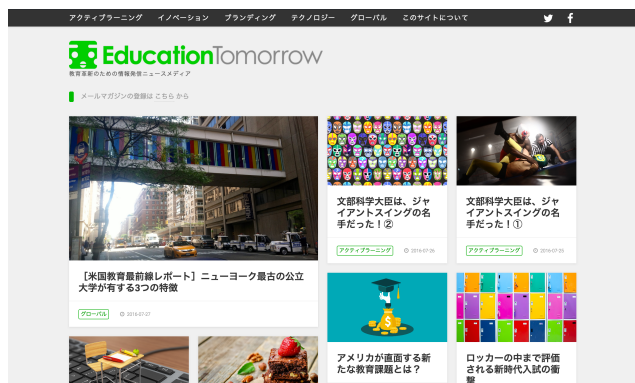 アクティブラーニング イノベーション ブランディング テクノロジー グローバル このサイトについて
EducationTomorrow
教育革新のための情報発信ニュースメディア
メールマガジンの登録は こちら から
［米国教育最前線レポート］ニューヨーク最古の公立
大学が有する3つの特徴
グローバル 2016-07-27
文部科学大臣は、ジャ
イアントスイングの名
手だった！②
アクティブラーニング 2016-07-26
文部科学大臣は、ジャ
イアントスイングの名
手だった！①
アクティブラーニング 2016-07-25
アメリカが直面する新
たな教育課題とは？
ロッカーの中まで評価
される新時代入試の衝
撃